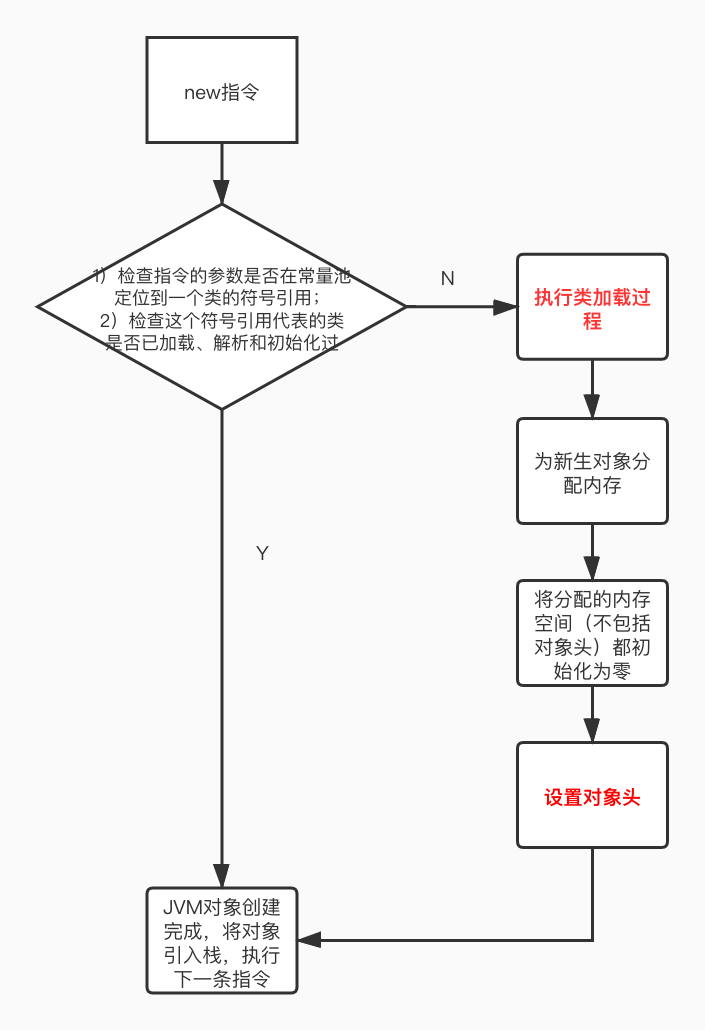 new指令
1）检查指令的参数是否在常量池
定位到一个类的符号引用；
2）检查这个符号引用代表的类
是否已加载、解析和初始化过
N
执行类加载过
程
为新生对象分
配内存
Y
将分配的内存
空间（不包括
对象头）都初
始化为零
设置对象头
JVM对象创建
完成，将对象
引入栈，执行
下一条指令